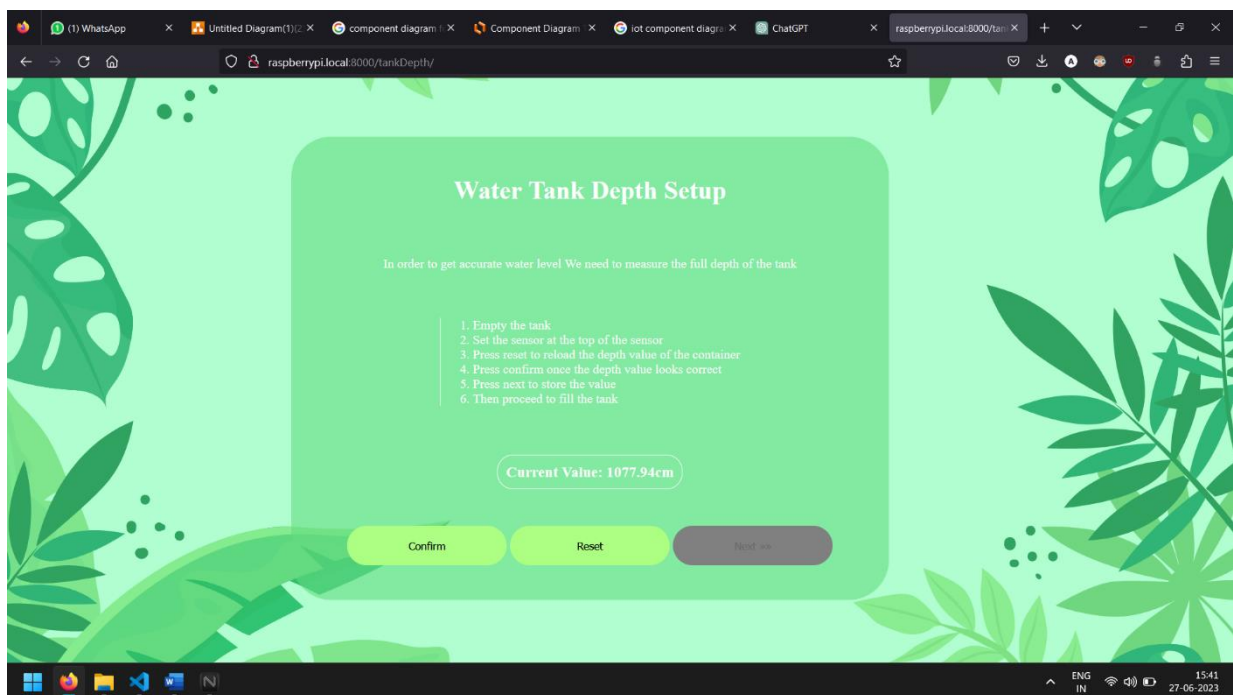 (1) WhatsApp
Untitled Diagram(1)(2
component diagram f
Component Diagram
iot component diagra
ChatGPT
raspberrypi.local:8000/tan
raspberrypi.local:8000/tankDepth/
Water Tank Depth Setup
In order to get accurate water level We need to measure the full depth of the tank
1. Empty the tank
2. Set the sensor at the top of the sensor
3. Press reset to reload the depth value of the container
4. Press confirm once the depth value looks correct
5. Press next to store the value
6. Then proceed to fill the tank
Current Value: 1077.94cm
Confirm
Reset
Next >>
ENG
IN
15:41
27-06-2023